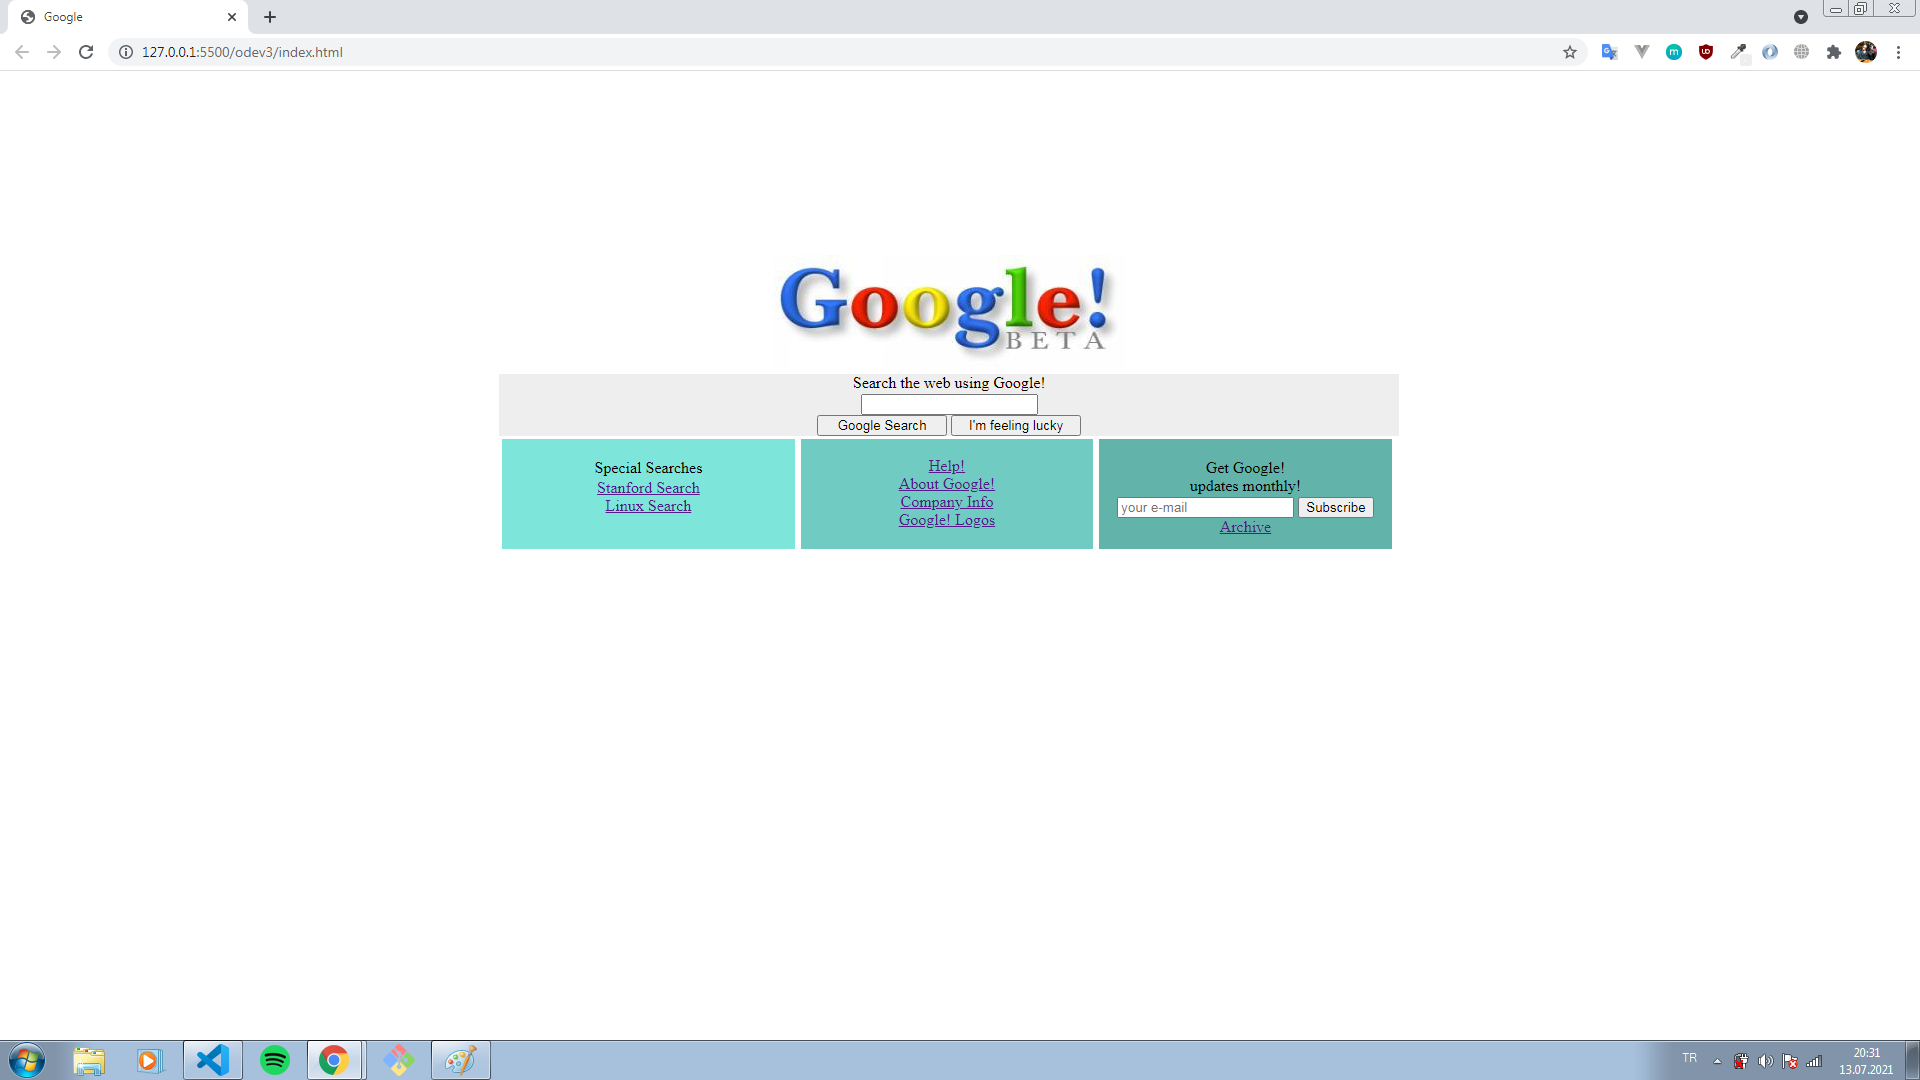 Google
127.0.0.1:5500/odev3/index.html
Google!
BETA
Search the web using Google!
Google Search I'm feeling lucky
Special Searches
Stanford Search
Linux Search
Help!
About Google!
Company Info
Google! Logos
Get Google!
updates monthly!
your e-mail Subscribe
Archive
TR
20:31
13.07.2021